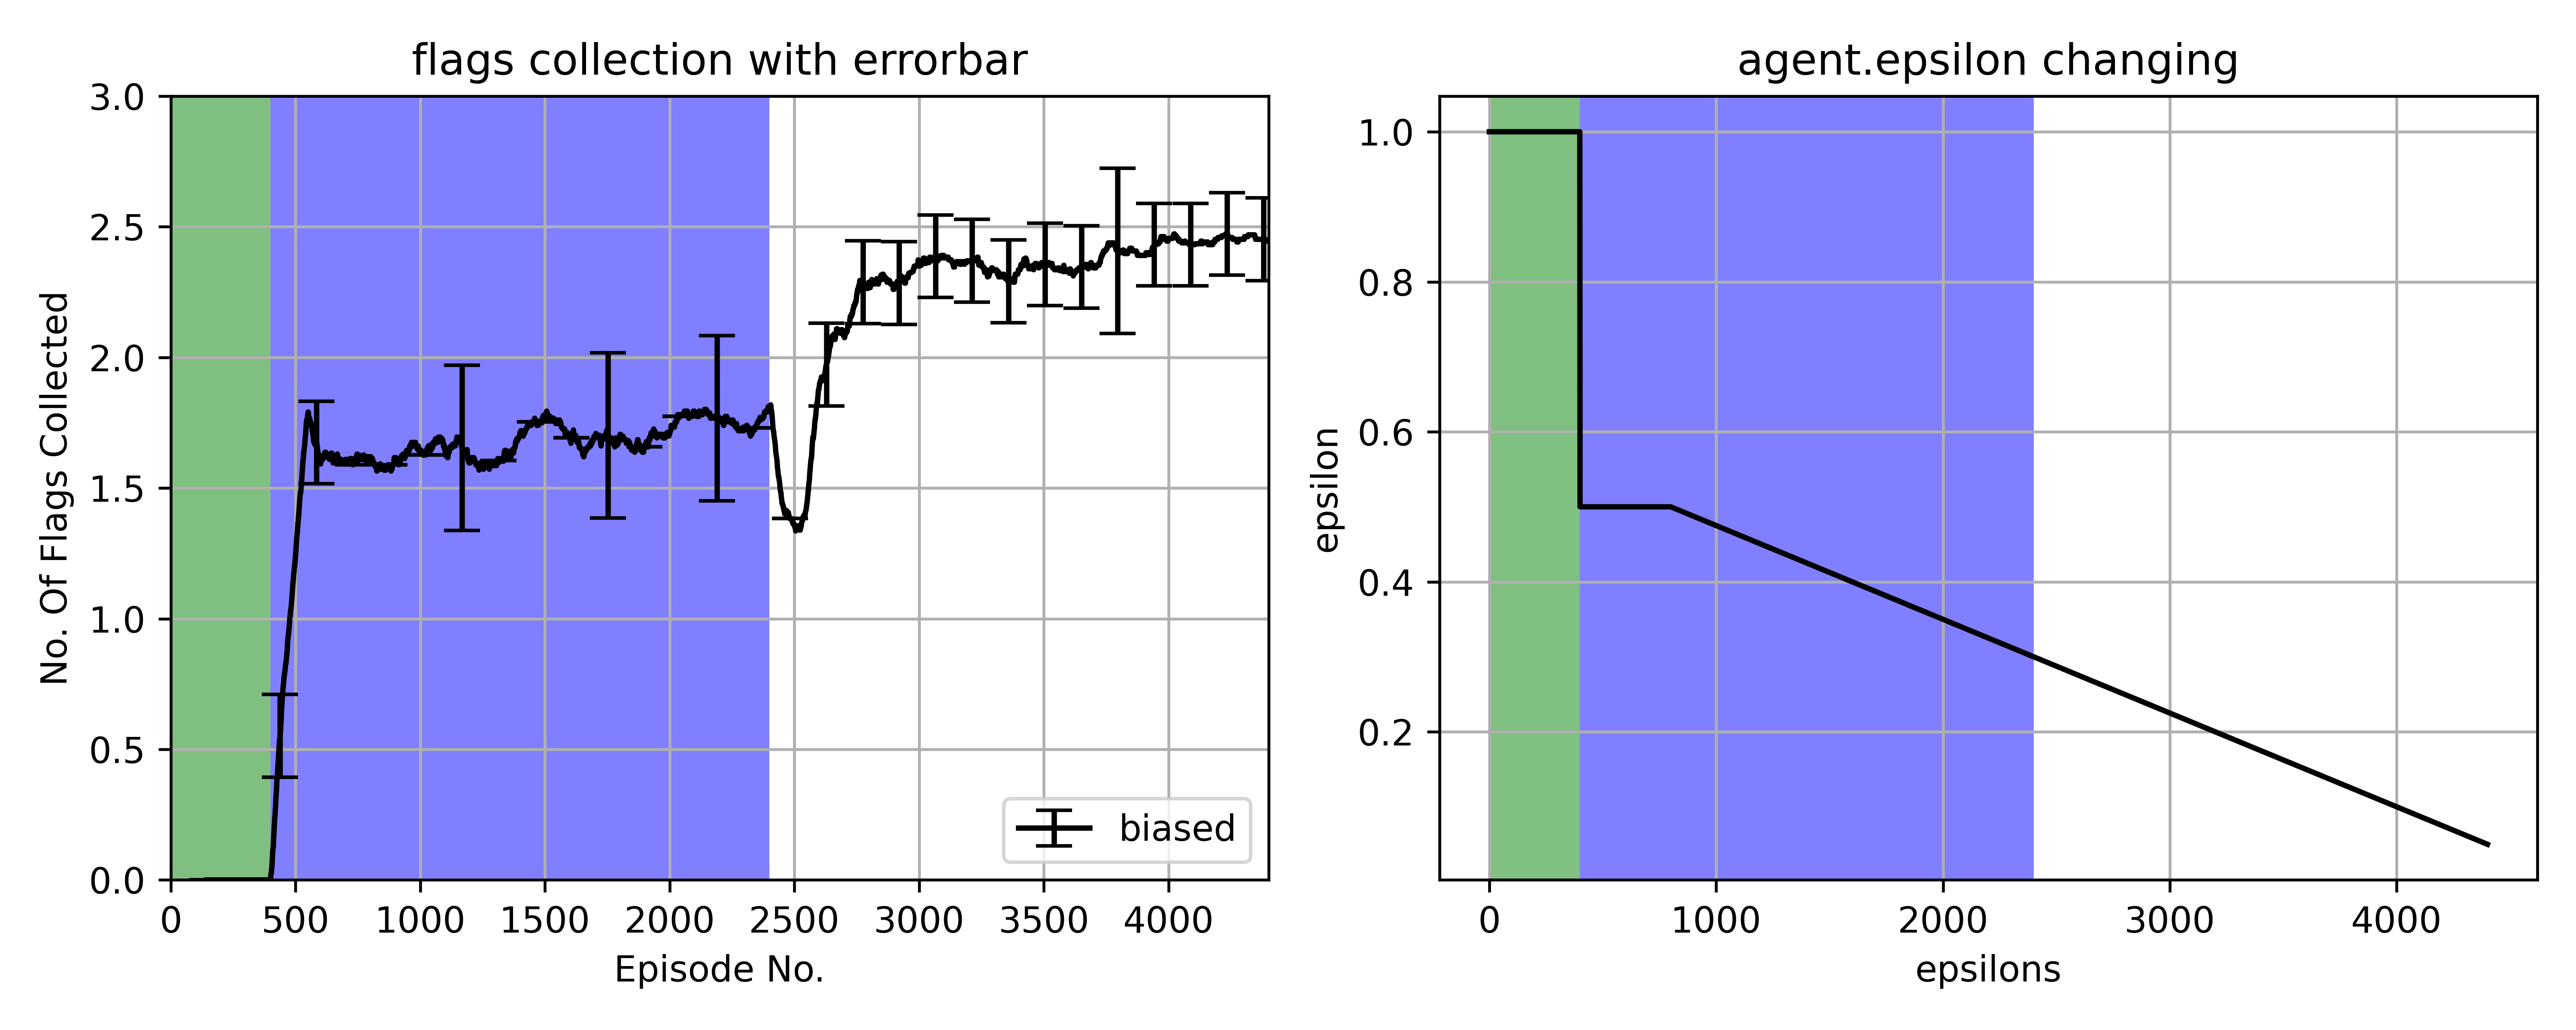 flags collection with errorbar
3.0
2.5
2.0
1.5
1.0
0.5
0.0
No. Of Flags Collected
0 500 1000 1500 2000 2500 3000 3500 4000
Episode No.
biased
agent.epsilon changing
1.0
0.8
0.6
0.4
0.2
epsilon
0 1000 2000 3000 4000
epsilons